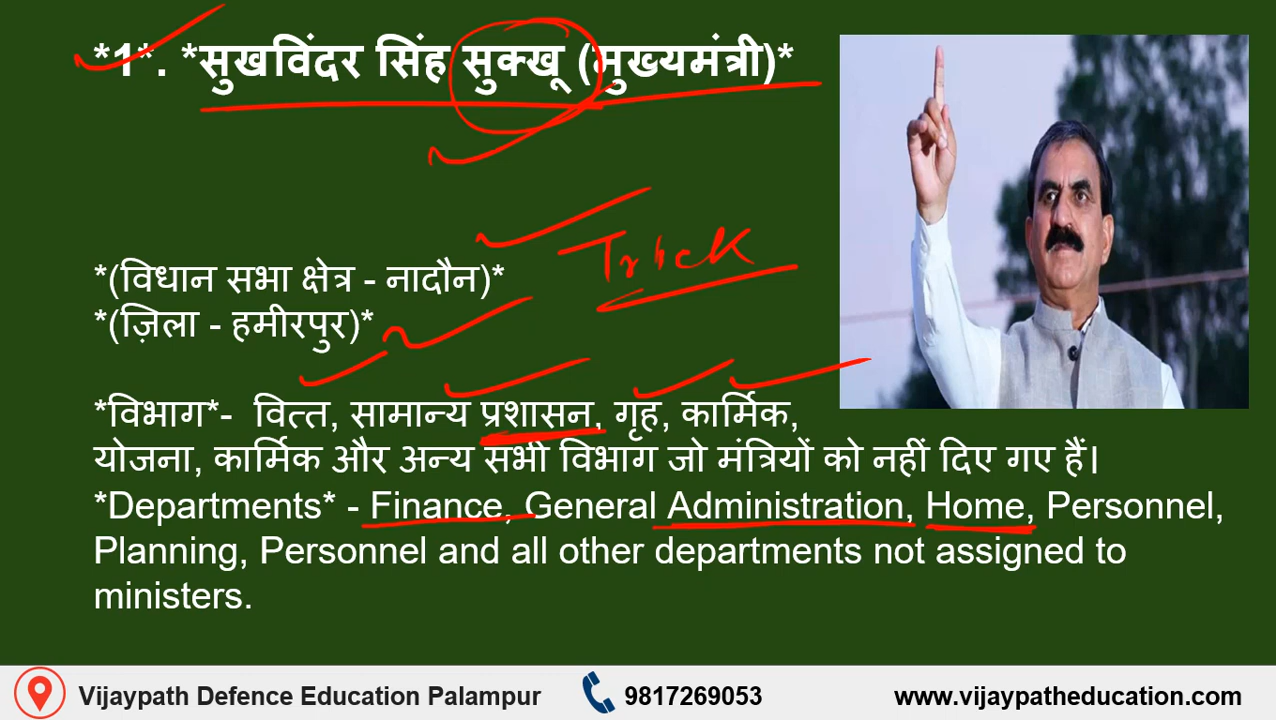 *1*. *सुखविंदर सिंह सुक्खू (मुख्यमंत्री)*
Trick
*(विधान सभा क्षेत्र - नादौन)*
*(ज़िला - हमीरपुर)*
*विभाग*- वित्त, सामान्य प्रशासन, गृह, कार्मिक,
योजना, कार्मिक और अन्य सभी विभाग जो मंत्रियों को नहीं दिए गए हैं।
*Departments* - Finance, General Administration, Home, Personnel,
Planning, Personnel and all other departments not assigned to
ministers.
Vijaypath Defence Education Palampur 9817269053 www.vijaypatheducation.com